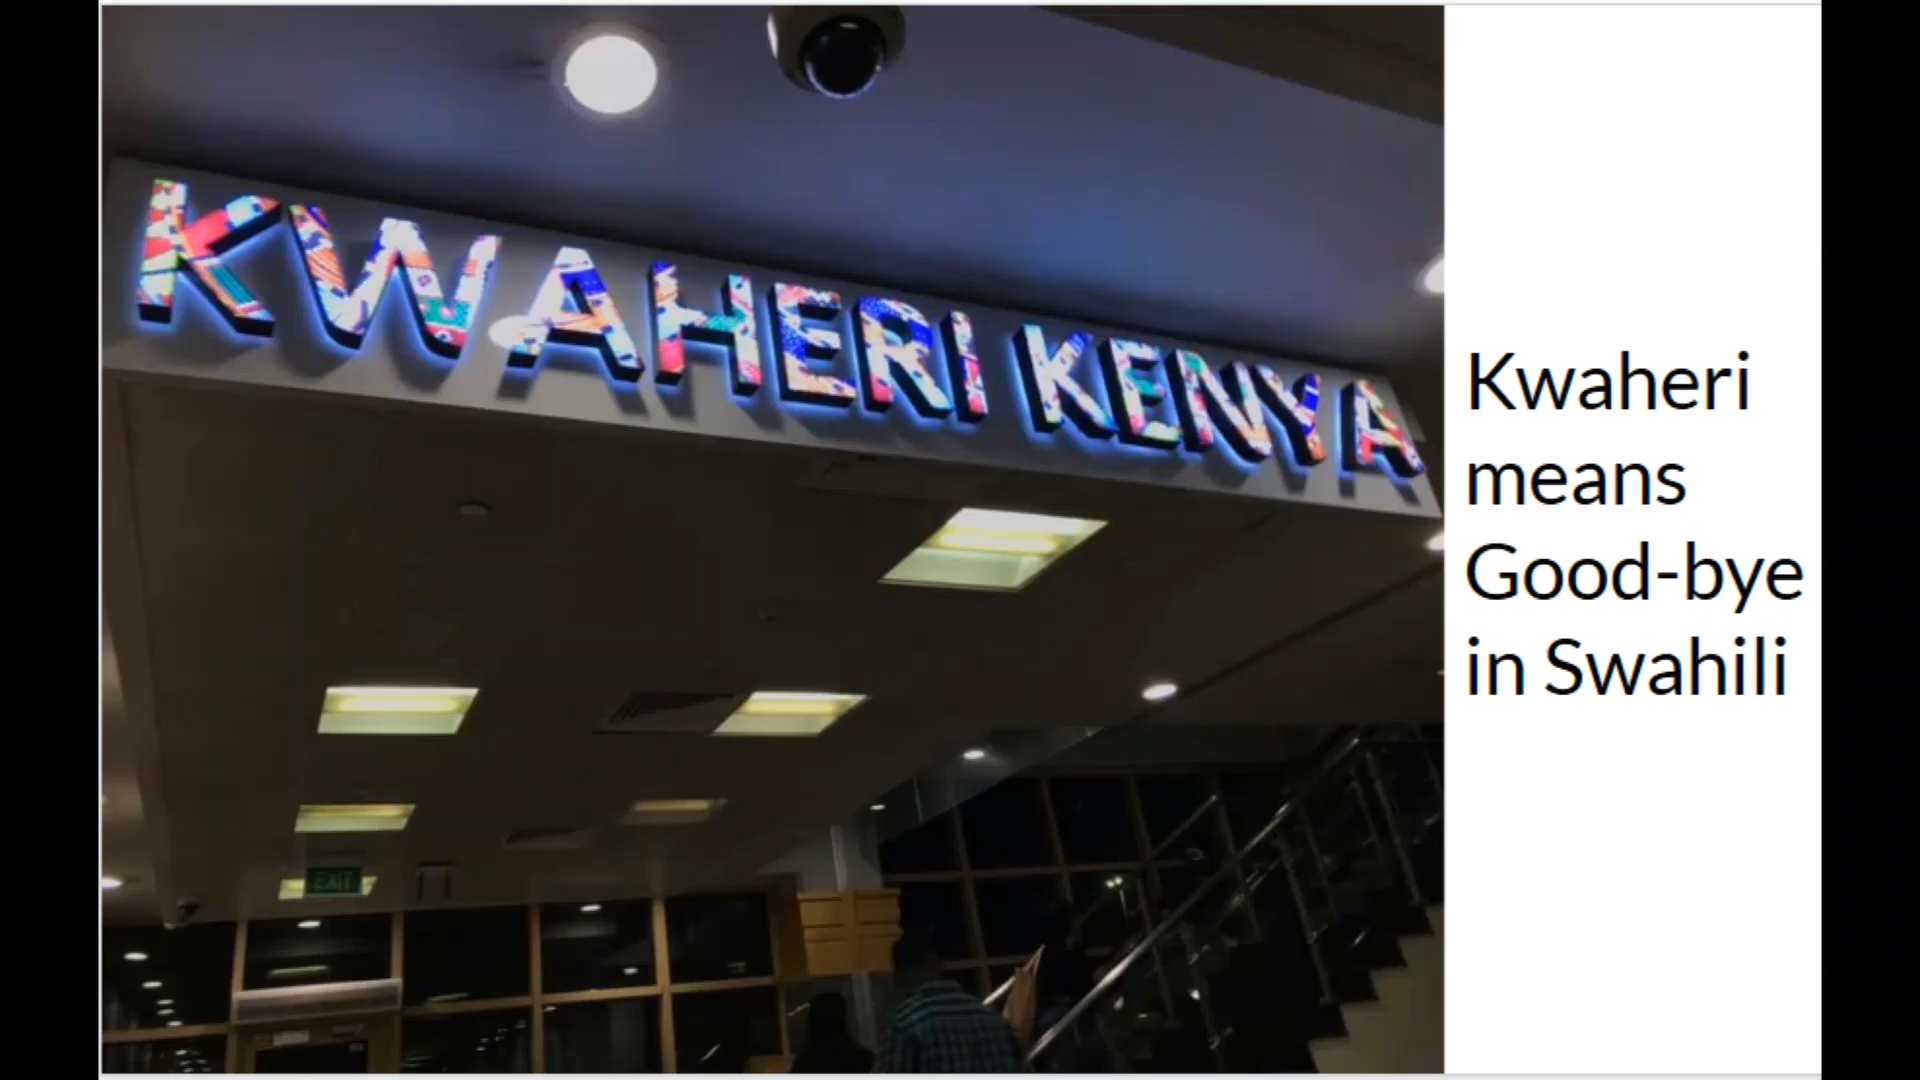 KWAHERI KENYA
EXIT
Kwaheri
means
Good-bye
in Swahili